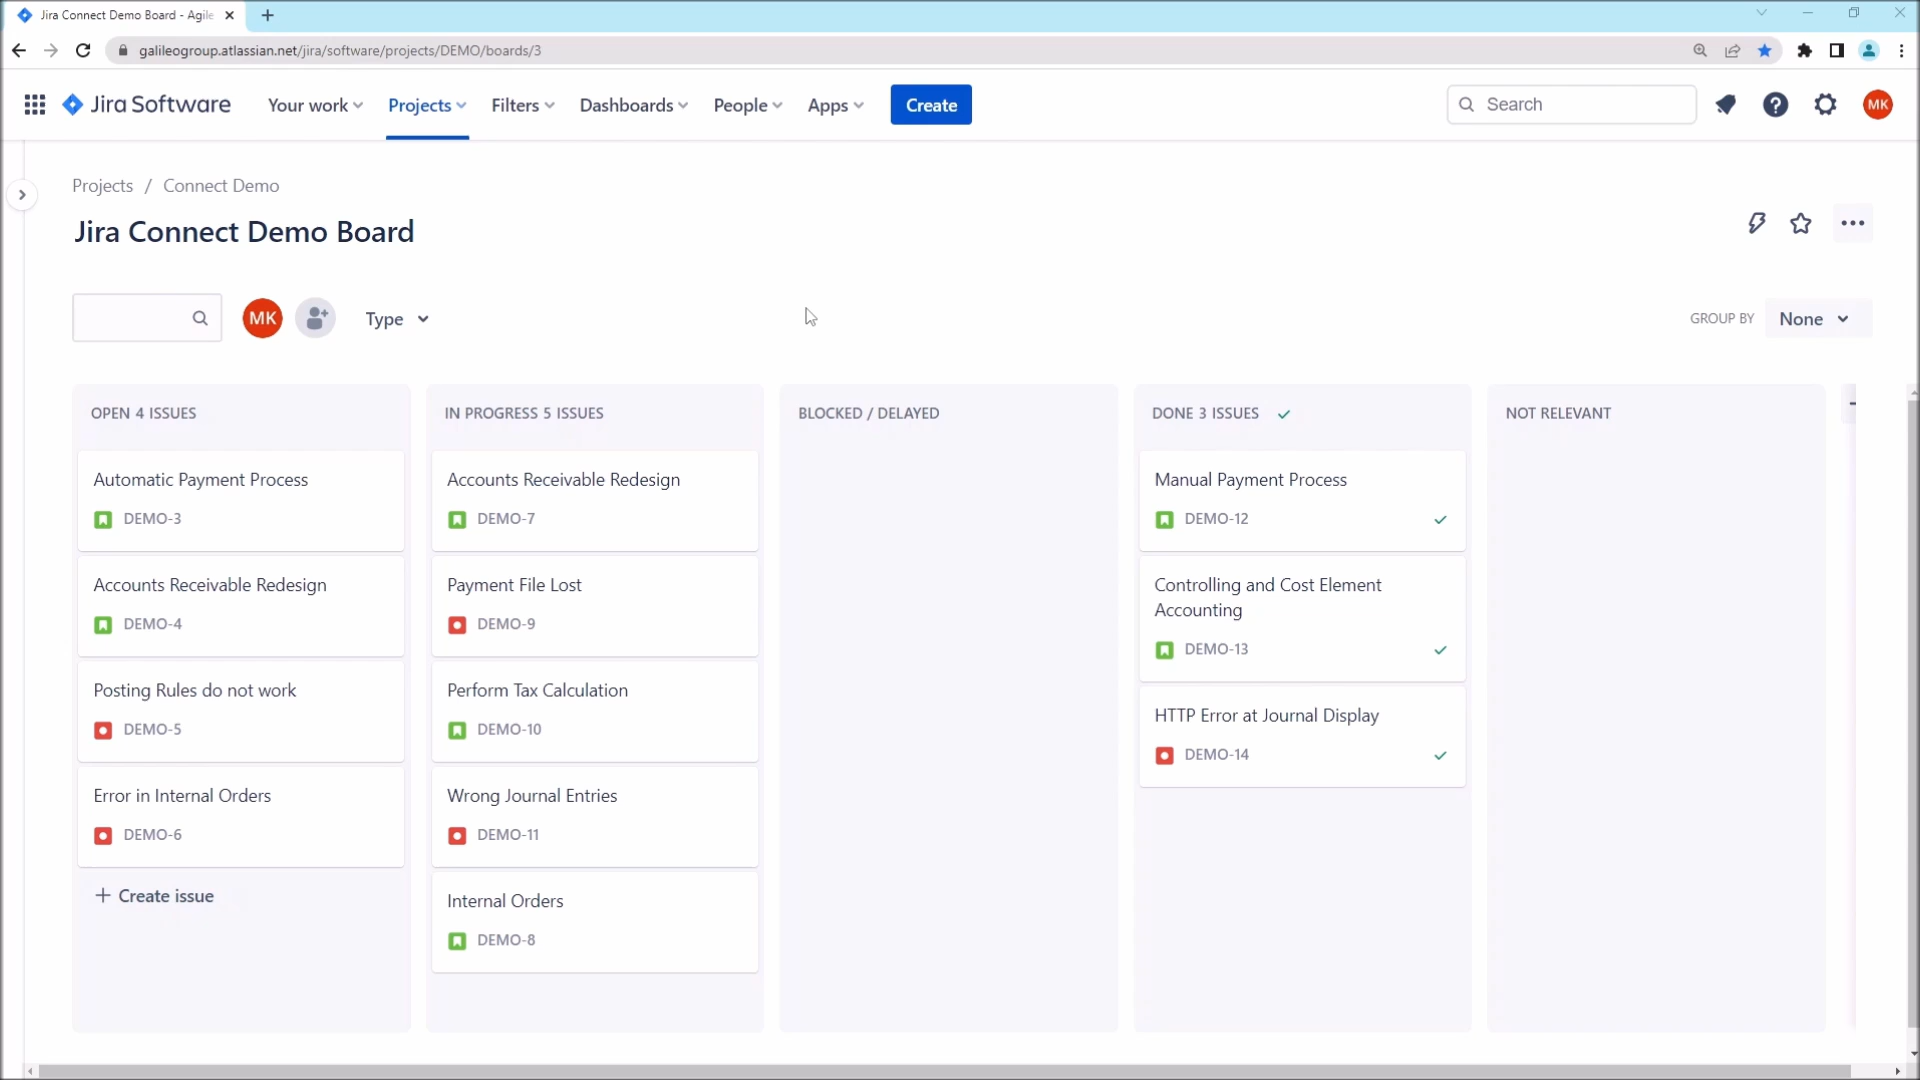 Jira Connect Demo Board - Agile
galileogroup.atlassian.net/jira/software/projects/DEMO/boards/3
Jira Software
Your work
Projects
Filters
Dashboards
People
Apps
Create
Search
MK
Projects / Connect Demo
Jira Connect Demo Board
MK
Type
GROUP BY
None
OPEN 4 ISSUES
Automatic Payment Process
DEMO-3
Accounts Receivable Redesign
DEMO-4
Posting Rules do not work
DEMO-5
Error in Internal Orders
DEMO-6
Create issue
IN PROGRESS 5 ISSUES
Accounts Receivable Redesign
DEMO-7
Payment File Lost
DEMO-9
Perform Tax Calculation
DEMO-10
Wrong Journal Entries
DEMO-11
Internal Orders
DEMO-8
BLOCKED / DELAYED
DONE 3 ISSUES
Manual Payment Process
DEMO-12
Controlling and Cost Element
Accounting
DEMO-13
HTTP Error at Journal Display
DEMO-14
NOT RELEVANT